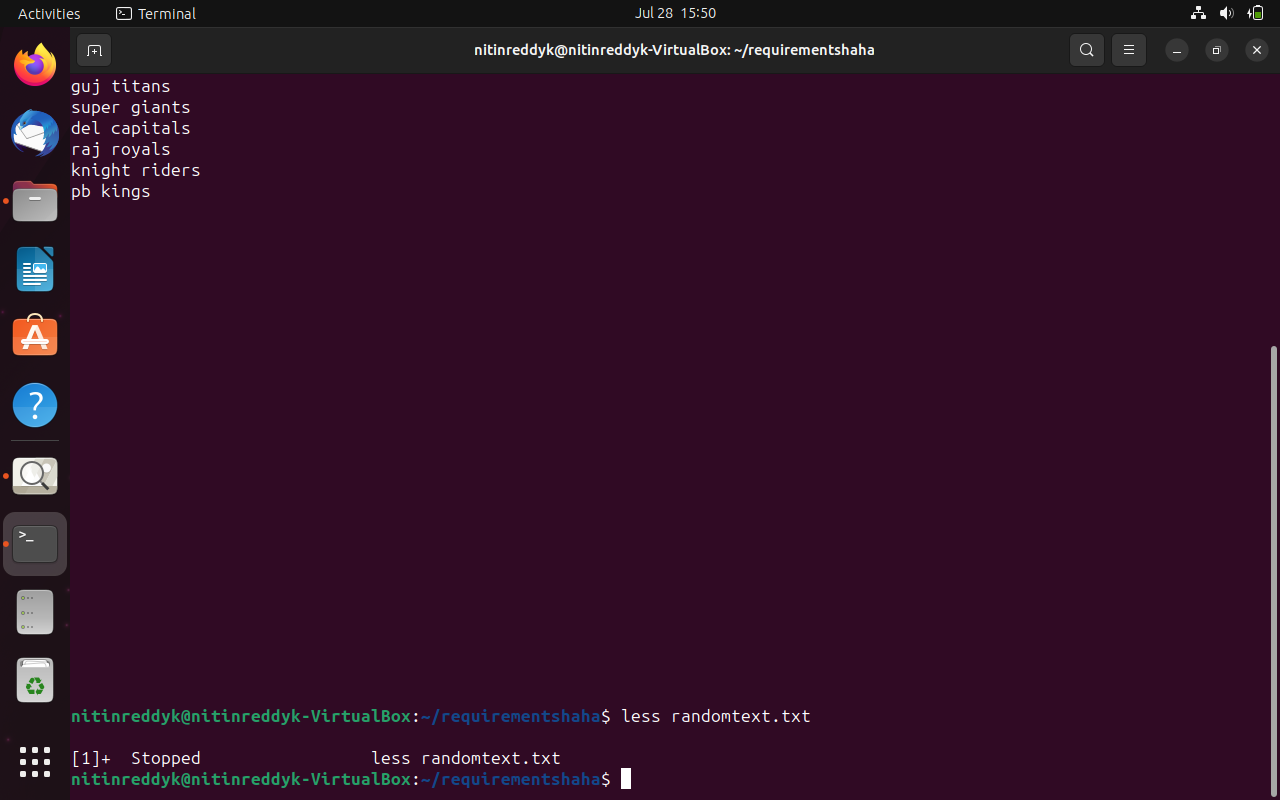 Activities Terminal Jul 28 15:50
nitinreddyk@nitinreddyk-VirtualBox: ~/requirementshaha
guj titans
super giants
del capitals
raj royals
knight riders
pb kings
nitinreddyk@nitinreddyk-VirtualBox:~/requirementshaha$ less randomtext.txt
[1]+  Stopped                 less randomtext.txt
nitinreddyk@nitinreddyk-VirtualBox:~/requirementshaha$